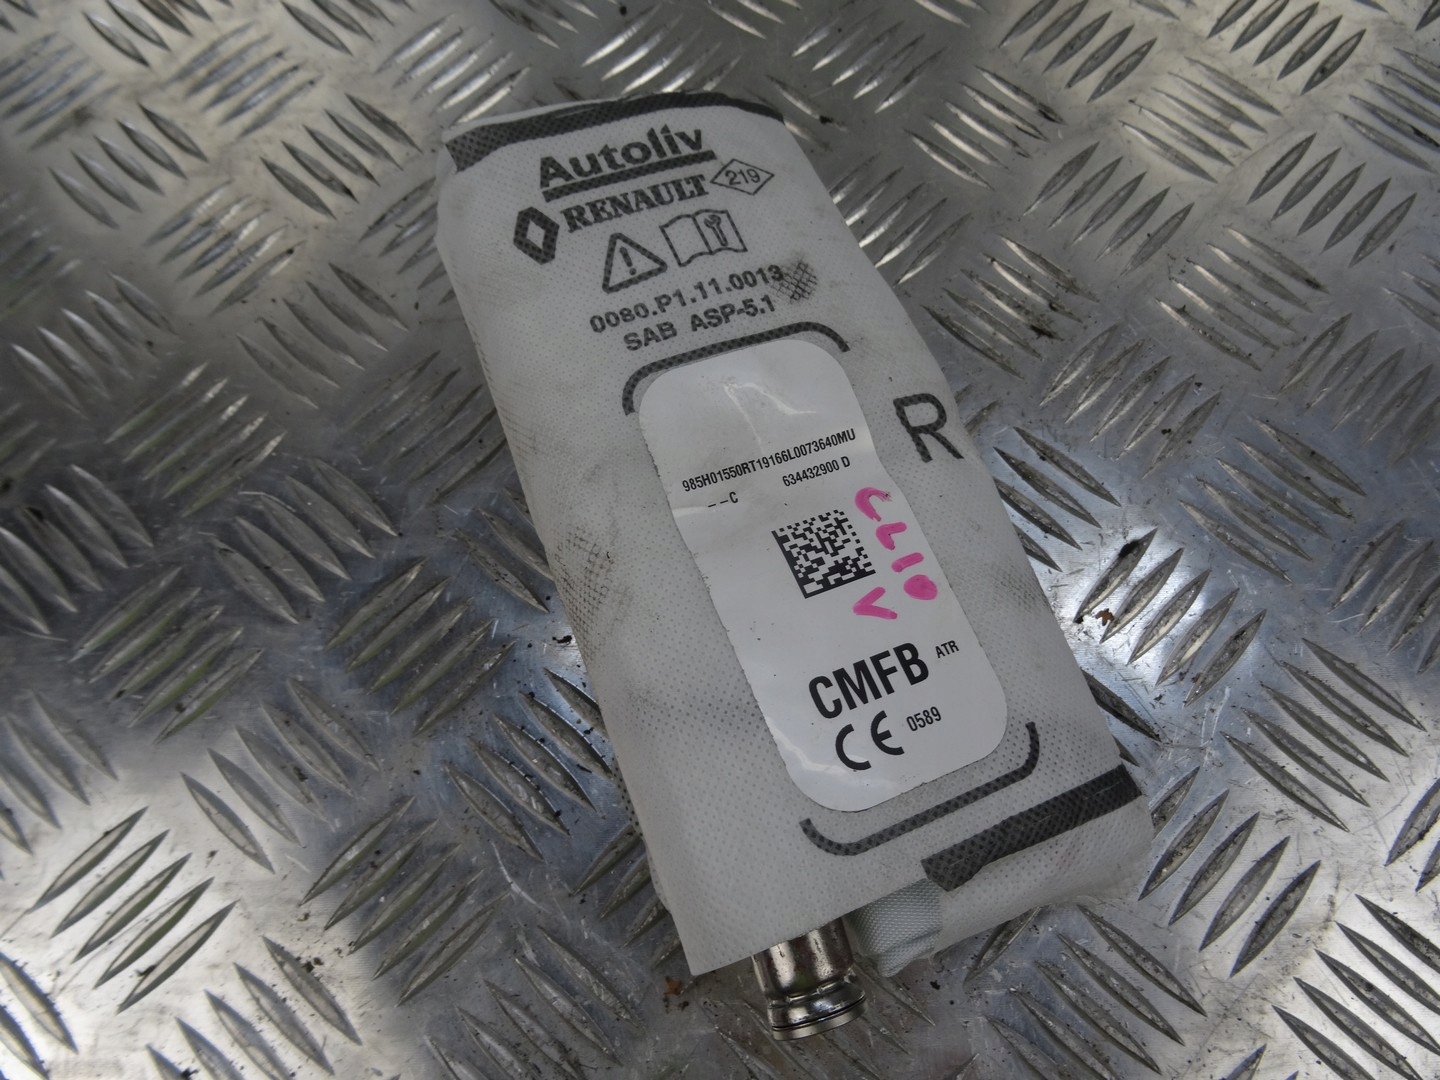 Autoliv
RENAULT 219
0080.P1.11.0013
SAB ASP-5.1
R
985H01550RT19166L0073640MU
--C 634432900 D
CLIO
V
CMFB ATR
CE 0589